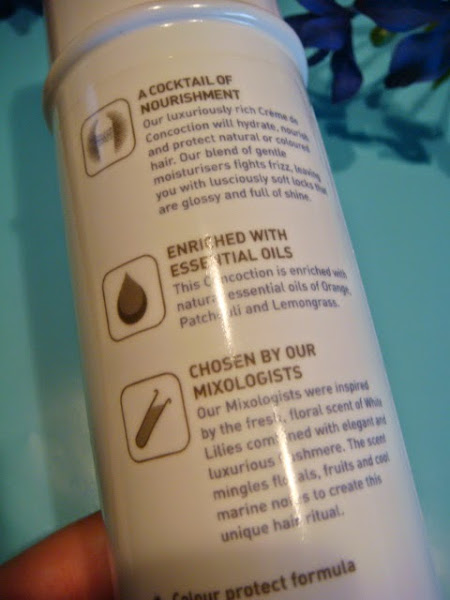 A COCKTAIL OF
NOURISHMENT
Our luxuriously rich Crème de
Concoction will hydrate, nourish
and protect natural or coloured
hair. Our blend of gentle
moisturisers fights frizz, leaving
you with lusciously soft locks that
are glossy and full of shine.
ENRICHED WITH
ESSENTIAL OILS
This Concoction is enriched with
natural essential oils of Orange,
Patchouli and Lemongrass.
CHOSEN BY OUR
MIXOLOGISTS
Our Mixologists were inspired
by the fresh, floral scent of White
Lilies combined with elegant and
luxurious Cashmere. The scent
mingles florals, fruits and cool
marine notes to create this
unique hair ritual.
Colour protect formula